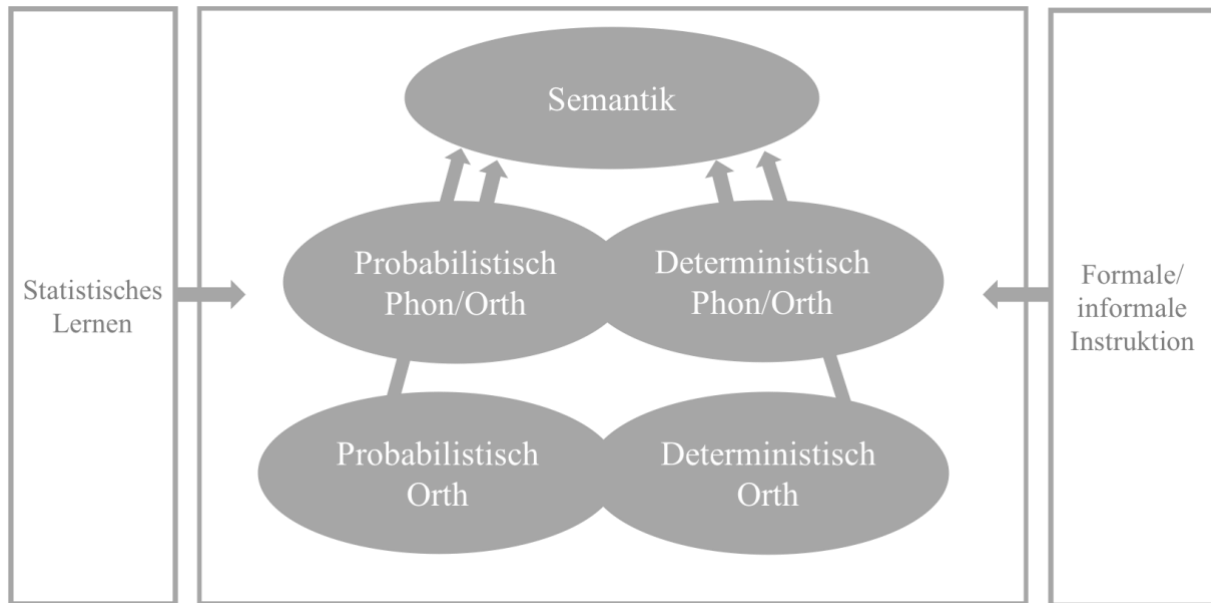 Semantik
Probabilistisch
Phon/Orth
Deterministisch
Phon/Orth
Statistisches
Lernen
Formale/
informale
Instruktion
Probabilistisch
Orth
Deterministisch
Orth